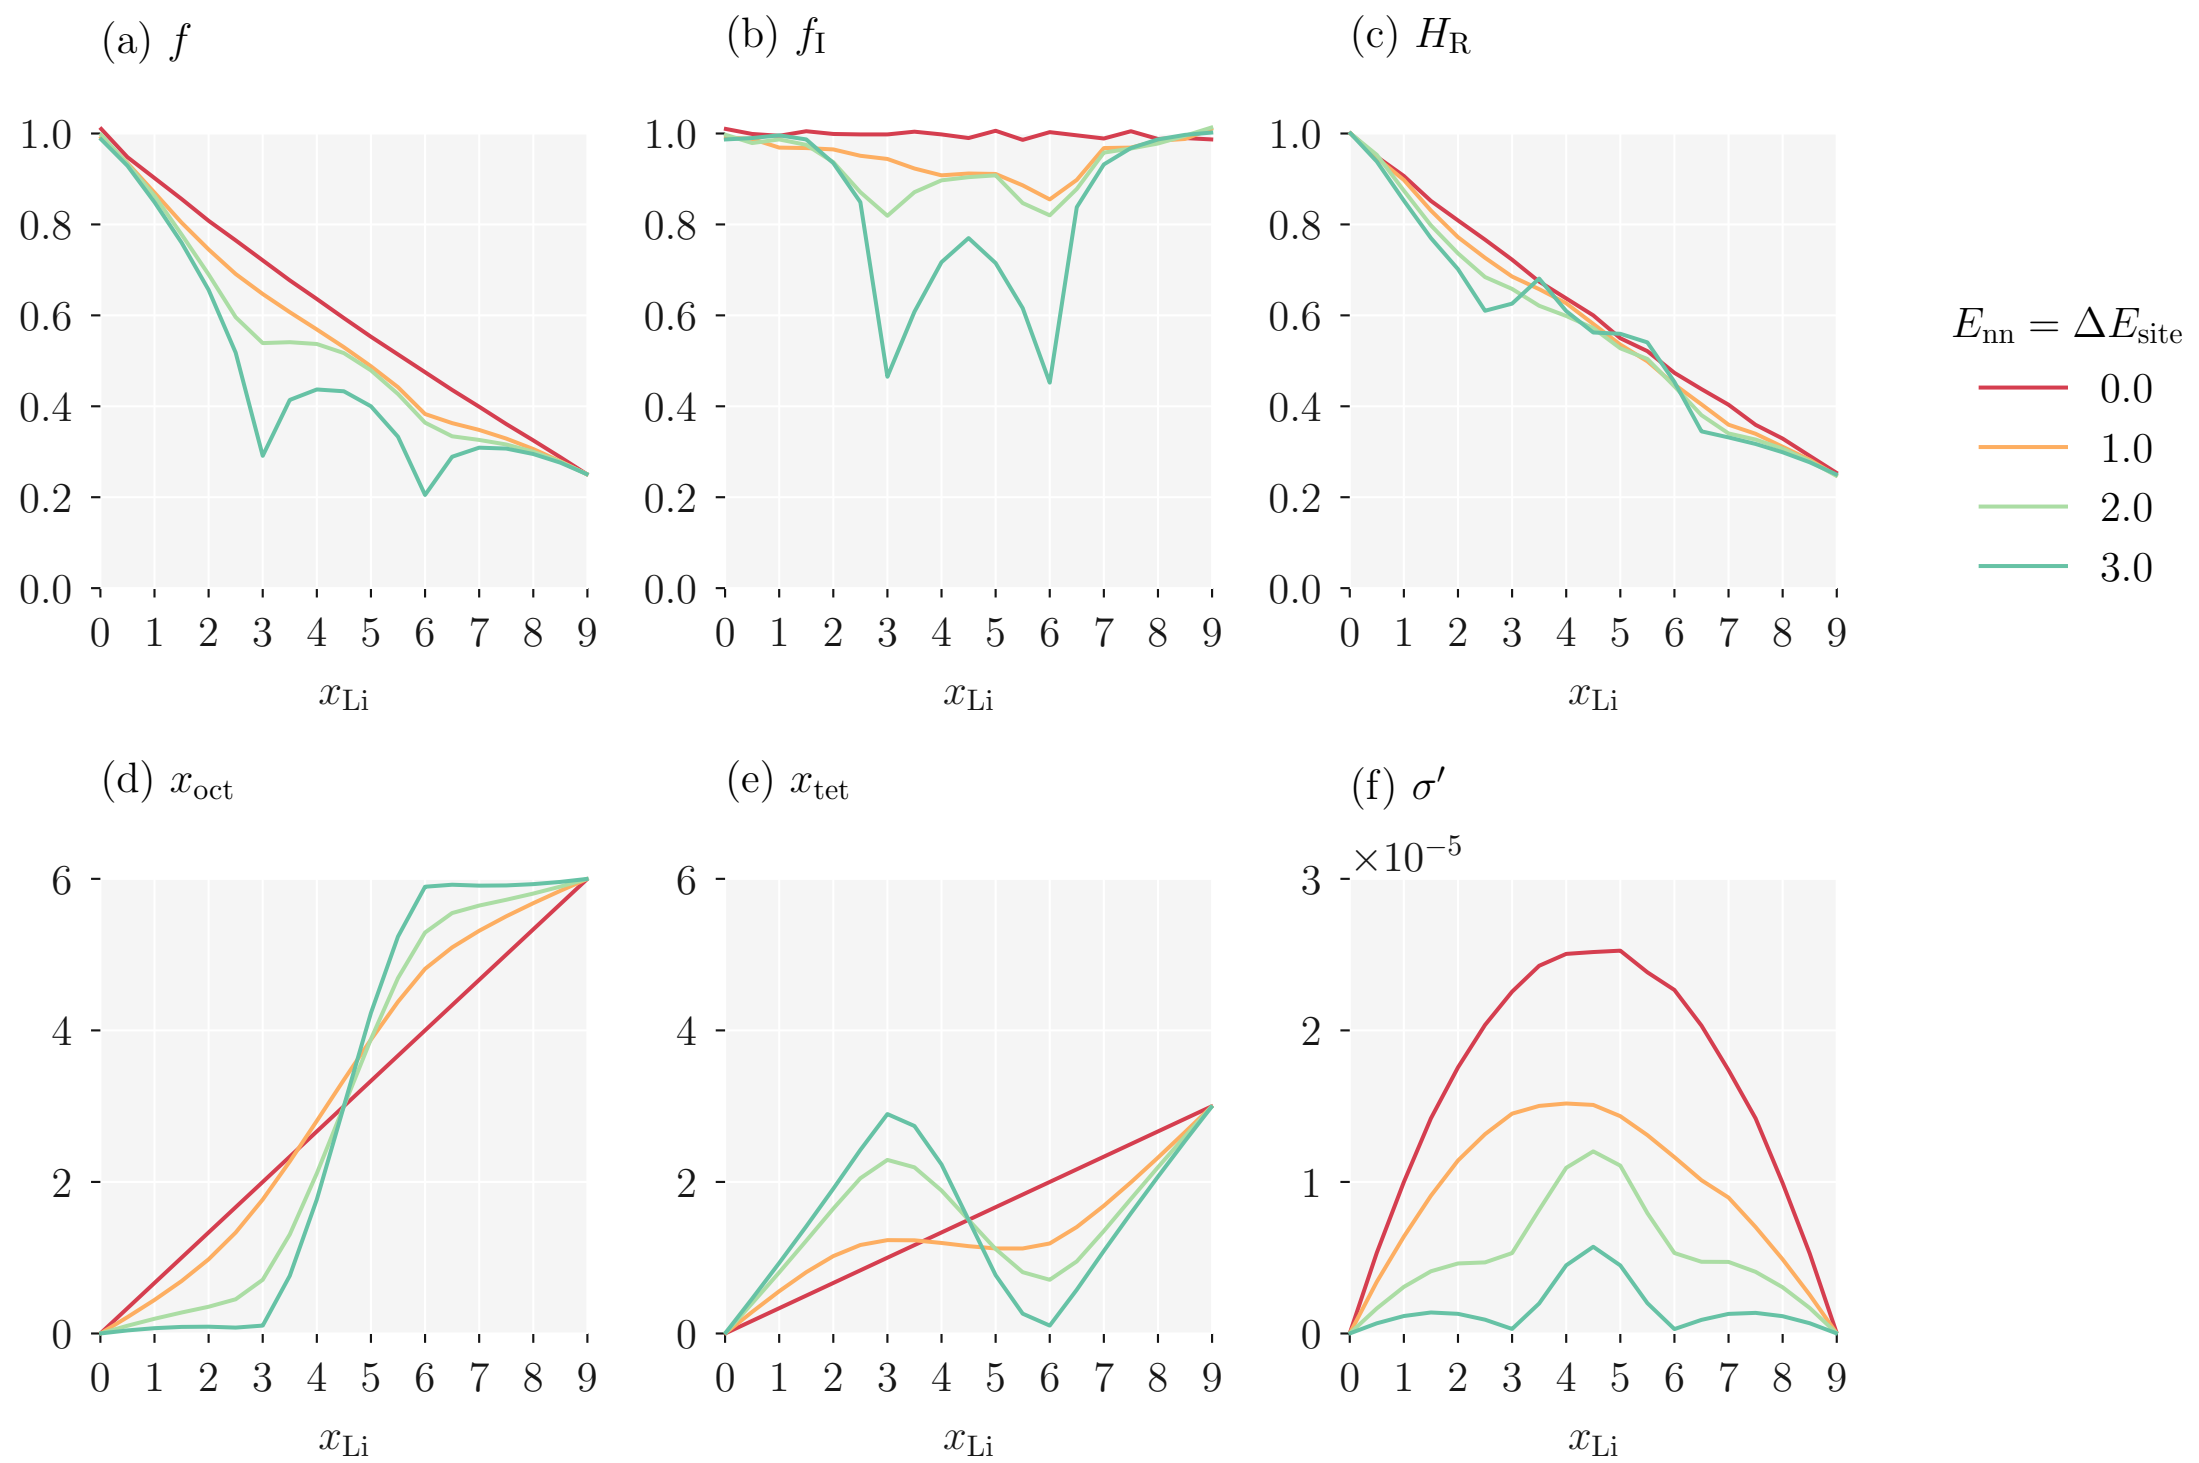 (a) f
1.0
0.8
0.6
0.4
0.2
0.0
0 1 2 3 4 5 6 7 8 9
x_Li
(b) f_I
1.0
0.8
0.6
0.4
0.2
0.0
0 1 2 3 4 5 6 7 8 9
x_Li
(c) H_R
1.0
0.8
0.6
0.4
0.2
0.0
0 1 2 3 4 5 6 7 8 9
x_Li
E_nn = ΔE_site
0.0
1.0
2.0
3.0
(d) x_oct
6
4
2
0
0 1 2 3 4 5 6 7 8 9
x_Li
(e) x_tet
6
4
2
0
0 1 2 3 4 5 6 7 8 9
x_Li
(f) σ′
×10⁻⁵
3
2
1
0
0 1 2 3 4 5 6 7 8 9
x_Li